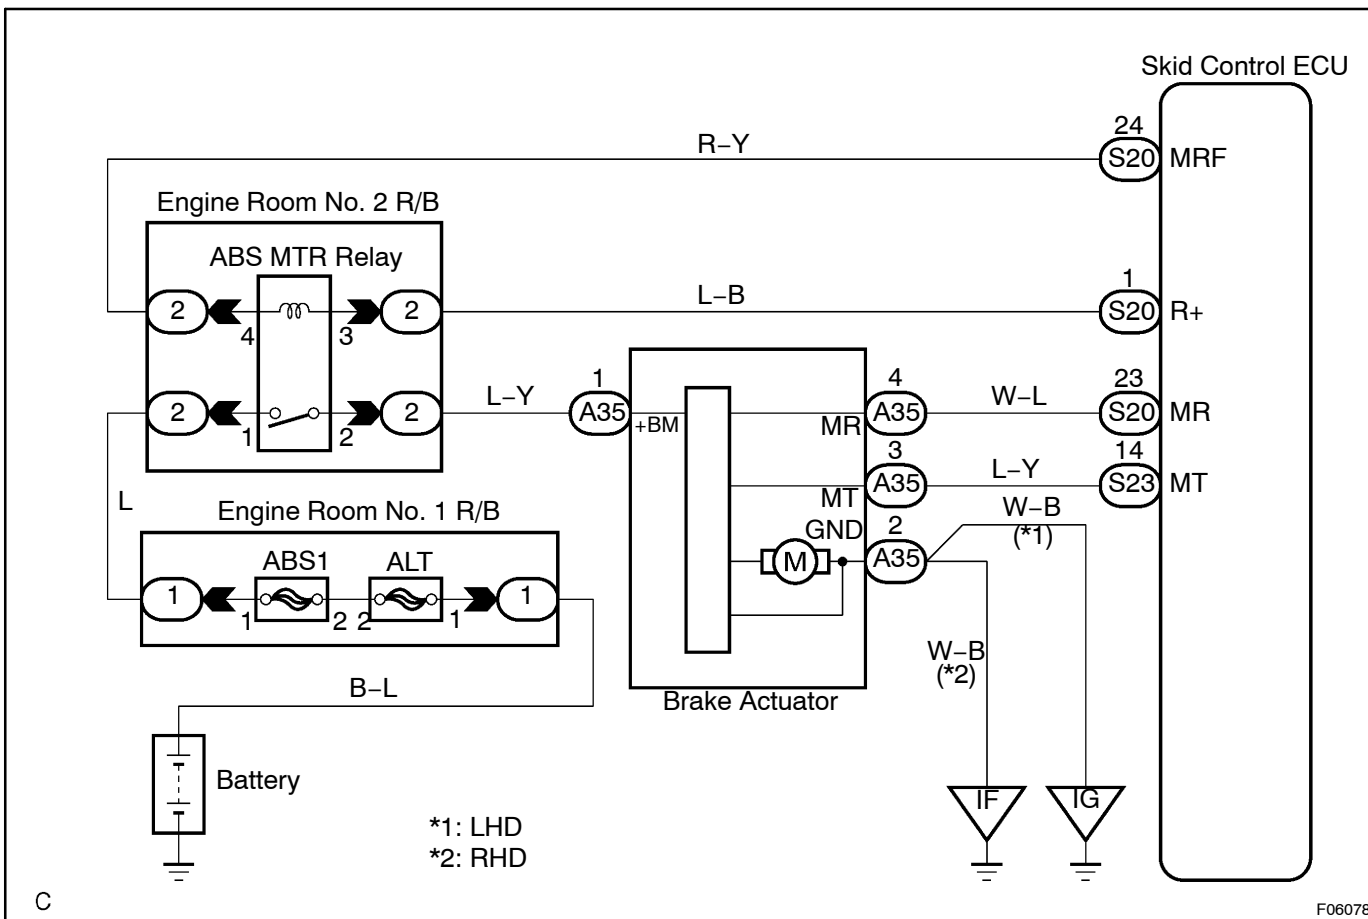 Skid Control ECU
24
R–Y
S20 MRF
Engine Room No. 2 R/B
ABS MTR Relay
1
2 2 L–B S20 R+
4 3
1 4 23
2 2 L–Y A35 +BM MR A35 W–L S20 MR
1 2
3 14
L MT A35 L–Y S23 MT
Engine Room No. 1 R/B
W–B
(*1)
GND 2
ABS1 ALT
M A35
1 1
1 2 2 1
W–B
(*2)
B–L
Brake Actuator
Battery
IF IG
*1: LHD
*2: RHD
C
F06078